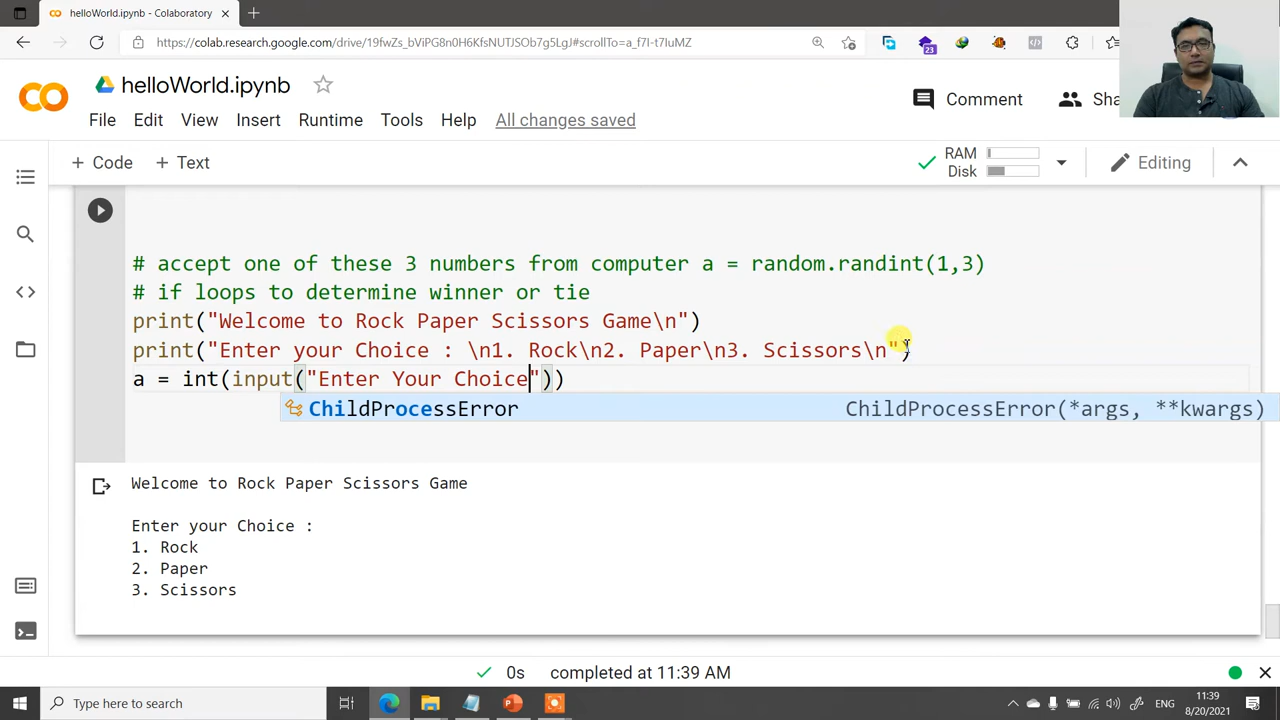 helloWorld.ipynb - Colaboratory
https://colab.research.google.com/drive/19fwZs_bViPG8n0H6KfsNUTJSOb7g5LgJ#scrollTo=a_f7I-t7IuMZ
23
CO
helloWorld.ipynb
Comment
Sha
File Edit View Insert Runtime Tools Help All changes saved
+ Code + Text
RAM
Disk
Editing
# accept one of these 3 numbers from computer a = random.randint(1,3)
# if loops to determine winner or tie
print("Welcome to Rock Paper Scissors Game\n")
print("Enter your Choice : \n1. Rock\n2. Paper\n3. Scissors\n")
a = int(input("Enter Your Choice"))
ChildProcessError ChildProcessError(*args, **kwargs)
Welcome to Rock Paper Scissors Game
Enter your Choice :
1. Rock
2. Paper
3. Scissors
0s completed at 11:39 AM
Type here to search
ENG
11:39
8/20/2021